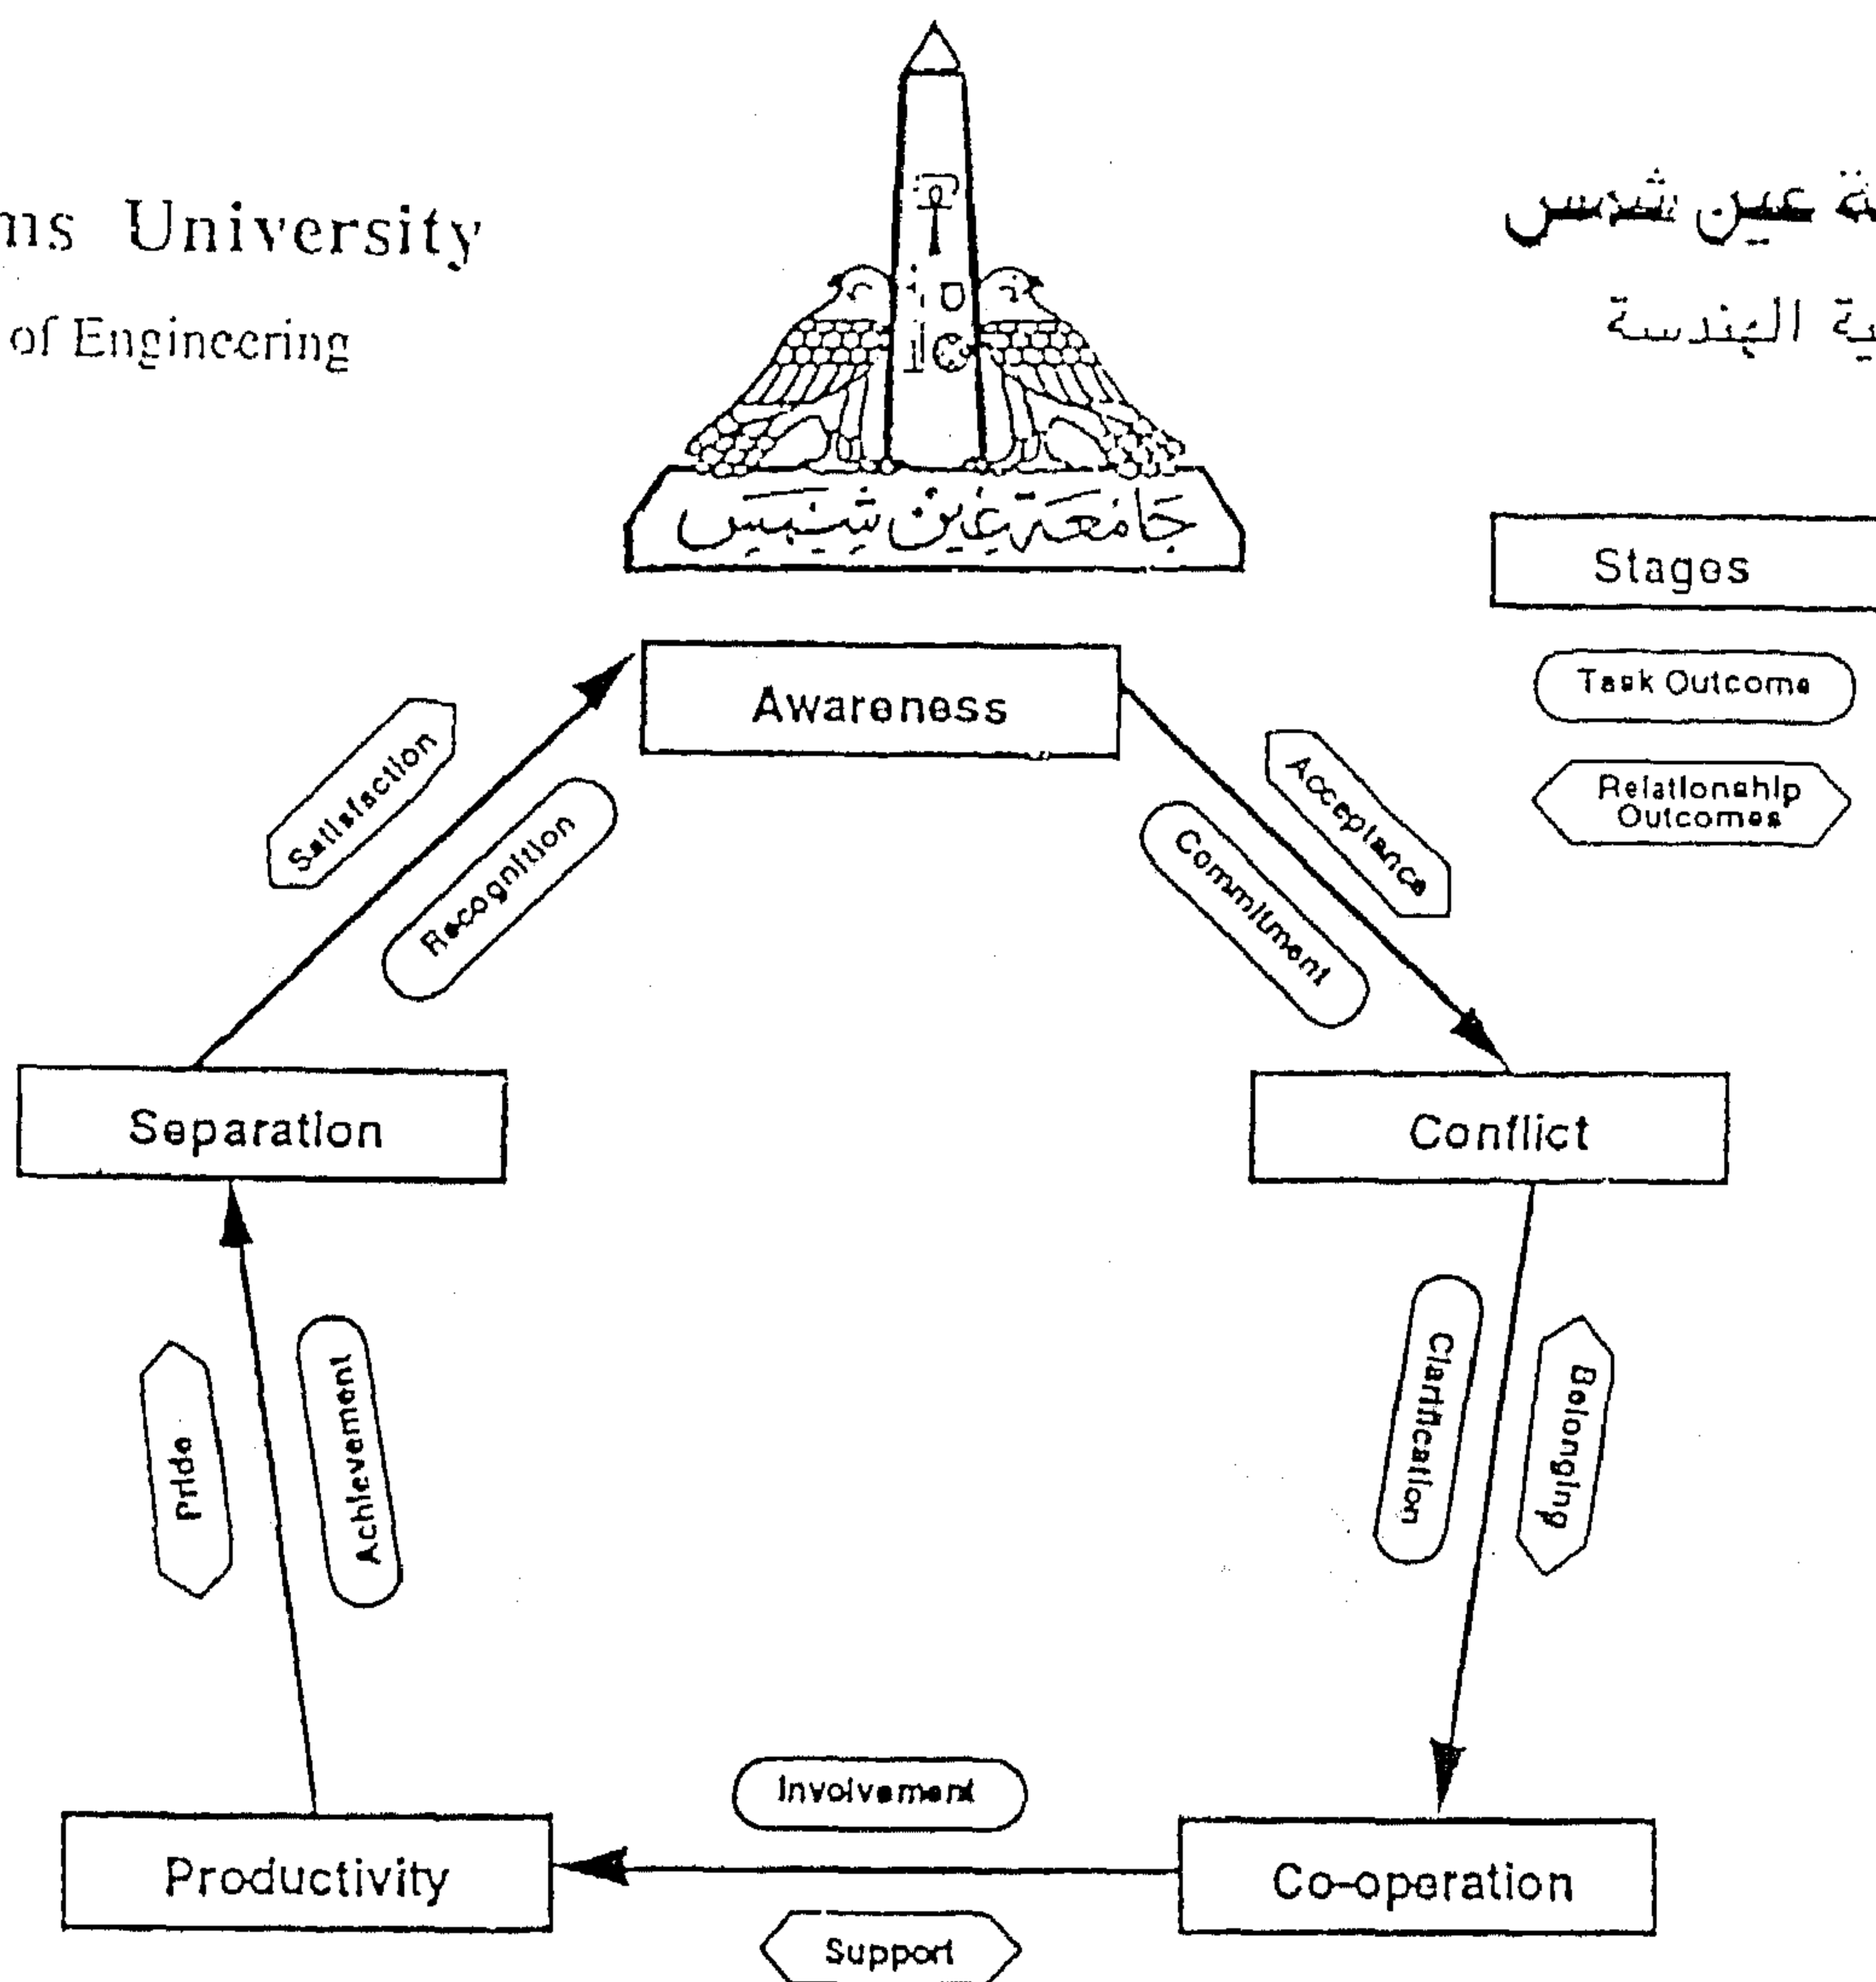 ns University
of Engineering
ة عين شمس
ية الهندسة
جامعة عين شمس
Stages
Task Outcome
Relationship
Outcomes
Awareness
Satisfaction
Recognition
Acceptance
Commitment
Separation
Conflict
Pride
Achievement
Clarification
Belonging
Involvement
Productivity
Co-operation
Support